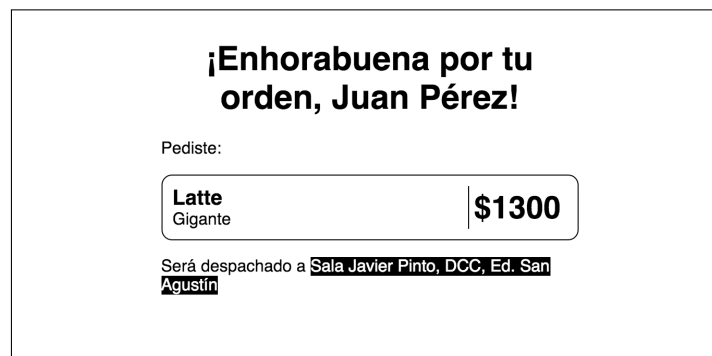 ¡Enhorabuena por tu
orden, Juan Pérez!
Pediste:
Latte
Gigante
$1300
Será despachado a Sala Javier Pinto, DCC, Ed. San
Agustín